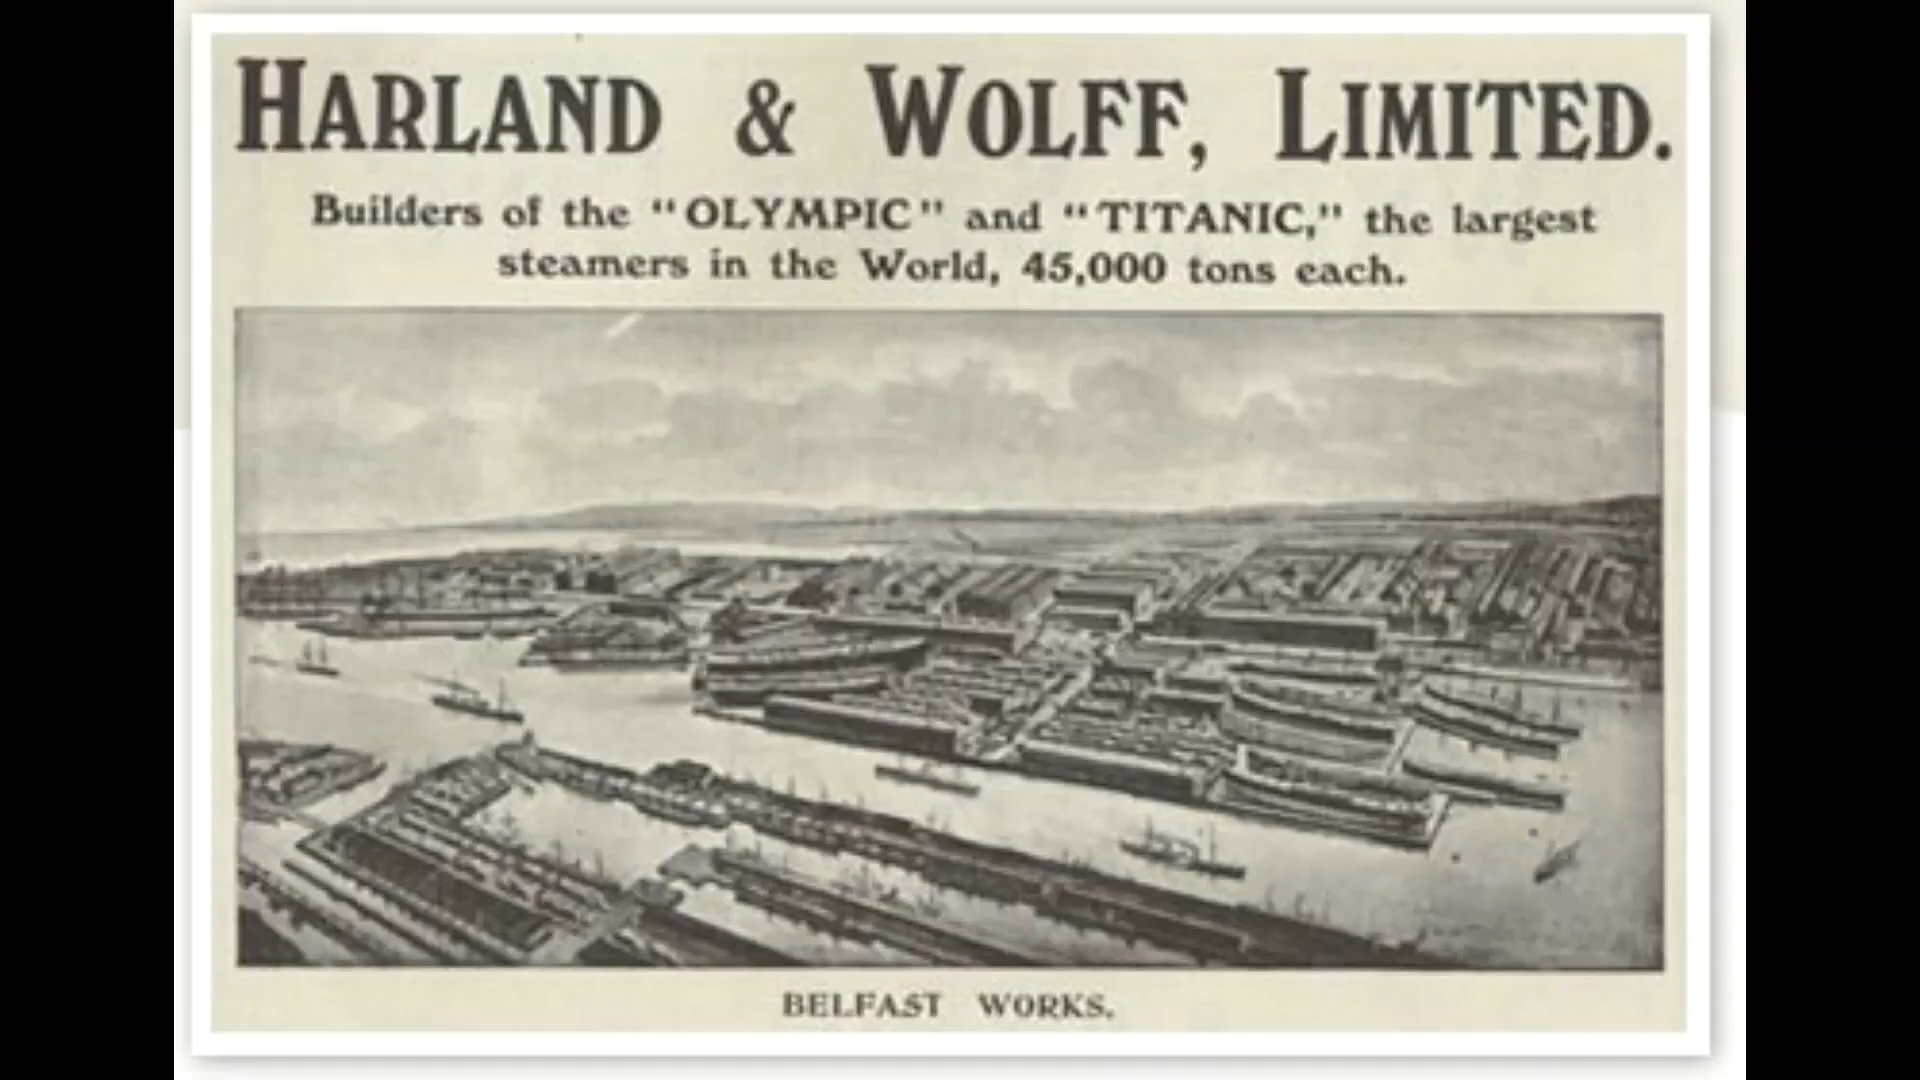 HARLAND & WOLFF, LIMITED.
Builders of the "OLYMPIC" and "TITANIC," the largest
steamers in the World, 45,000 tons each.
BELFAST WORKS.